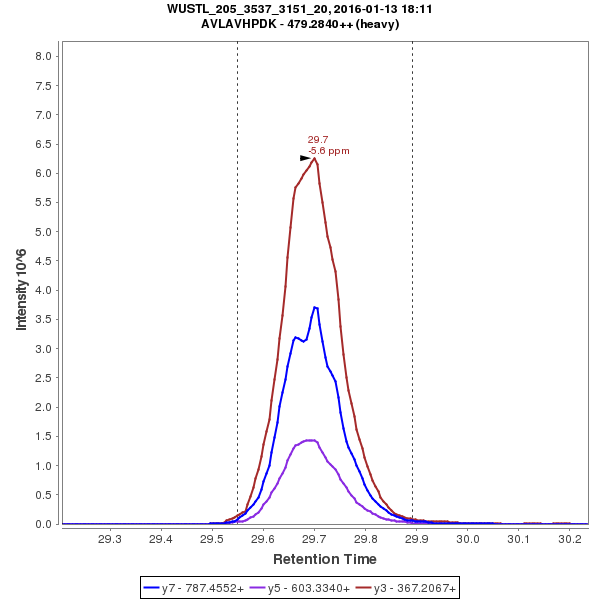 WUSTL_205_3537_3151_20, 2016-01-13 18:11
AVLAVHPDK - 479.2840++ (heavy)
8.0
7.5
7.0
6.5
6.0
5.5
5.0
4.5
4.0
3.5
3.0
2.5
2.0
1.5
1.0
0.5
0.0
Intensity 10^6
29.7
-5.6 ppm
29.3 29.4 29.5 29.6 29.7 29.8 29.9 30.0 30.1 30.2
Retention Time
y7 - 787.4552+ y5 - 603.3340+ y3 - 367.2067+